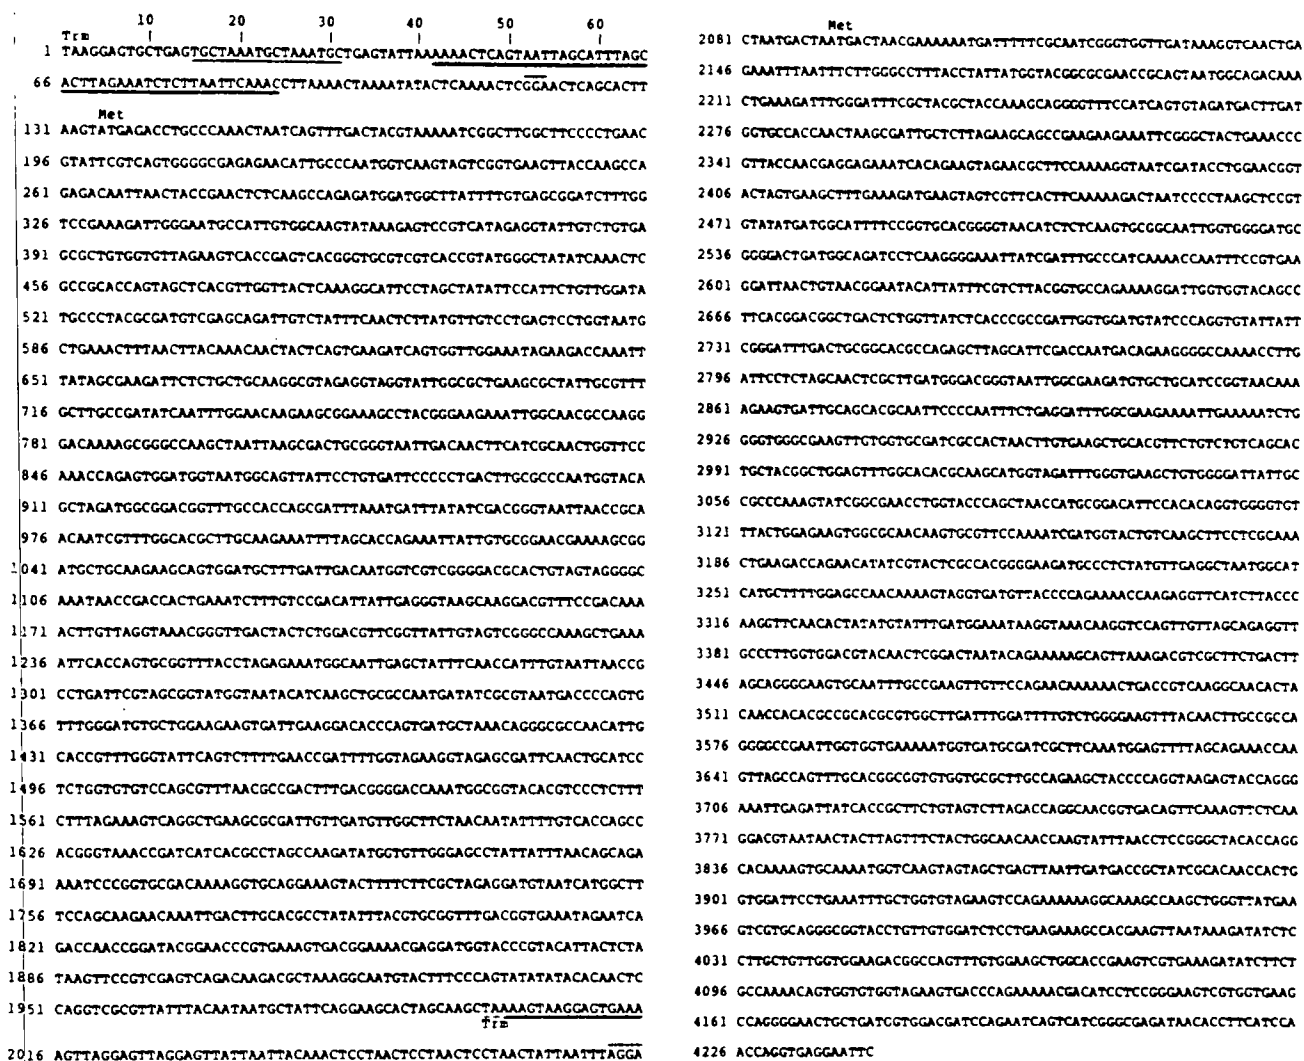 10 20 30 40 50 60
Trm
1 TAAGGAGTGCTGAGTGCTAAATGCTAAATGCTGAGTATTAAAAAACTCAGTAATTAGCATTTAGC
66 ACTTAGAAATCTCTTAATTCAAACCTTAAAACTAAAATATACTCAAAACTCGGAACTCAGCACTT
Met
131 AAGTATGAGACCTGCCCAAACTAATCAGTTTGACTACGTAAAAATCGGCTTGGCTTCCCCTGAAC
196 GTATTCGTCAGTGGGGCGAGAGAACATTGCCCAATGGTCAAGTAGTCGGTGAAGTTACCAAGCCA
261 GAGACAATTAACTACCGAACTCTCAAGCCAGAGATGGATGGCTTATTTTGTGAGCGGATCTTTGG
326 TCCGAAAGATTGGGAATGCCATTGTGGCAAGTATAAAGAGTCCGTCATAGAGGTATTGTCTGTGA
391 GCGCTGTGGTGTTAGAAGTCACCGAGTCACGGGTGCGTCGTCACCGTATGGGCTATATCAAACTC
456 GCCGCACCAGTAGCTCACGTTGGTTACTCAAAGGCATTCCTAGCTATATTCCATTCTGTTGGATA
521 TGCCCTACGCGATGTCGAGCAGATTGTCTATTTCAACTCTTATGTTGTCCTGAGTCCTGGTAATG
586 CTGAAACTTTAACTTACAAACAACTACTCAGTGAAGATCAGTGGTTGGAAATAGAAGACCAAATT
651 TATAGCGAAGATTCTCTGCTGCAAGGCGTAGAGGTAGGTATTGGCGCTGAAGCGCTATTGCGTTT
716 GCTTGCCGATATCAATTTGGAACAAGAAGCGGAAAGCCTACGGGAAGAAATTGGCAACGCCAAGG
781 GACAAAAGCGGGCCAAGCTAATTAAGCGACTGCGGGTAATTGACAACTTCATCGCAACTGGTTCC
846 AAACCAGAGTGGATGGTAATGGCAGTTATTCCTGTGATTCCCCCTGACTTGCGCCCAATGGTACA
911 GCTAGATGGCGGACGGTTTGCCACCAGCGATTTAAATGATTTATATCGACGGGTAATTAACCGCA
976 ACAATCGTTTGGCACGCTTGCAAGAAATTTTAGCACCAGAAATTATTGTGCGGAACGAAAAGCGG
1041 ATGCTGCAAGAAGCAGTGGATGCTTTGATTGACAATGGTCGTCGGGGACGCACTGTAGTAGGGGC
1106 AAATAACCGACCACTGAAATCTTTGTCCGACATTATTGAGGGTAAGCAAGGACGTTTCCGACAAA
1171 ACTTGTTAGGTAAACGGGTTGACTACTCTGGACGTTCGGTTATTGTAGTCGGGCCAAAGCTGAAA
1236 ATTCACCAGTGCGGTTTACCTAGAGAAATGGCAATTGAGCTATTTCAACCATTTGTAATTAACCG
1301 CCTGATTCGTAGCGGTATGGTAATACATCAAGCTGCGCCAATGATATCGCGTAATGACCCCAGTG
1366 TTTGGGATGTGCTGGAAGAAGTGATTGAAGGACACCCAGTGATGCTAAACAGGGCGCCAACATTG
1431 CACCGTTTGGGTATTCAGTCTTTTGAACCGATTTTGGTAGAAGGTAGAGCGATTCAACTGCATCC
1496 TCTGGTGTGTCCAGCGTTTAACGCCGACTTTGACGGGGACCAAATGGCGGTACACGTCCCTCTTT
1561 CTTTAGAAAGTCAGGCTGAAGCGCGATTGTTGATGTTGGCTTCTAACAATATTTTGTCACCAGCC
1626 ACGGGTAAACCGATCATCACGCCTAGCCAAGATATGGTGTTGGGAGCCTATTATTTAACAGCAGA
1691 AAATCCCGGTGCGACAAAAGGTGCAGGAAAGTACTTTTCTTCGCTAGAGGATGTAATCATGGCTT
1756 TCCAGCAAGAACAAATTGACTTGCACGCCTATATTTACGTGCGGTTTGACGGTGAAATAGAATCA
1821 GACCAACCGGATACGGAACCCGTGAAAGTGACGGAAAACGAGGATGGTACCCGTACATTACTCTA
1886 TAAGTTCCGTCGAGTCAGACAAGACGCTAAAGGCAATGTACTTTCCCAGTATATATACACAACTC
1951 CAGGTCGCGTTATTTACAATAATGCTATTCAGGAAGCACTAGCAAGCTAAAAGTAAGGAGTGAAA
Trm
2016 AGTTAGGAGTTAGGAGTTATTAATTACAAACTCCTAACTCCTAACTCCTAACTATTAATTTAGGA
Met
2081 CTAATGACTAATGACTAACGAAAAAATGATTTTTCGCAATCGGGTGGTTGATAAAGGTCAACTGA
2146 GAAATTTAATTTCTTGGGCCTTTACCTATTATGGTACGGCGCGAACCGCAGTAATGGCAGACAAA
2211 CTGAAAGATTTGGGATTTCGCTACGCTACCAAAGCAGGGGTTTCCATCAGTGTAGATGACTTGAT
2276 GGTGCCACCAACTAAGCGATTGCTCTTAGAAGCAGCCGAAGAAGAAATTCGGGCTACTGAAACCC
2341 GTTACCAACGAGGAGAAATCACAGAAGTAGAACGCTTCCAAAAGGTAATCGATACCTGGAACGGT
2406 ACTAGTGAAGCTTTGAAAGATGAAGTAGTCGTTCACTTCAAAAAGACTAATCCCCTAAGCTCCGT
2471 GTATATGATGGCATTTTCCGGTGCACGGGGTAACATCTCTCAAGTGCGGCAATTGGTGGGGATGC
2536 GGGGACTGATGGCAGATCCTCAAGGGGAAATTATCGATTTGCCCATCAAAACCAATTTCCGTGAA
2601 GGATTAACTGTAACGGAATACATTATTTCGTCTTACGGTGCCAGAAAAGGATTGGTGGTACAGCC
2666 TTCACGGACGGCTGACTCTGGTTATCTCACCCGCCGATTGGTGGATGTATCCCAGGTGTATTATT
2731 CGGGATTTGACTGCGGCACGCCAGAGCTTAGCATTCGACCAATGACAGAAGGGGCCAAAACCTTG
2796 ATTCCTCTAGCAACTCGCTTGATGGGACGGGTAATTGGCGAAGATGTGCTGCATCCGGTAACAAA
2861 AGAAGTGATTGCAGCACGCAATTCCCCAATTTCTGAGGATTTGGCGAAGAAAATTGAAAAATCTG
2926 GGGTGGGCGAAGTTGTGGTGCGATCGCCACTAACTTGTGAAGCTGCACGTTCTGTCTGTCAGCAC
2991 TGCTACGGCTGGAGTTTGGCACACGCAAGCATGGTAGATTTGGGTGAAGCTGTGGGGATTATTGC
3056 CGCCCAAAGTATCGGCGAACCTGGTACCCAGCTAACCATGCGGACATTCCACACAGGTGGGGTGT
3121 TTACTGGAGAAGTGGCGCAACAAGTGCGTTCCAAAATCGATGGTACTGTCAAGCTTCCTCGCAAA
3186 CTGAAGACCAGAACATATCGTACTCGCCACGGGGAAGATGCCCTCTATGTTGAGGCTAATGGCAT
3251 CATGCTTTTGGAGCCAACAAAAGTAGGTGATGTTACCCCAGAAAACCAAGAGGTTCATCTTACCC
3316 AAGGTTCAACACTATATGTATTTGATGGAAATAAGGTAAACAAGGTCCAGTTGTTAGCAGAGGTT
3381 GCCCTTGGTGGACGTACAACTCGGACTAATACAGAAAAAGCAGTTAAAGACGTCGCTTCTGACTT
3446 AGCAGGGGAAGTGCAATTTGCCGAAGTTGTTCCAGAACAAAAAACTGACCGTCAAGGCAACACTA
3511 CAACCACACGCCGCACGCGTGGCTTGATTTGGATTTTGTCTGGGGAAGTTTACAACTTGCCGCCA
3576 GGGGCCGAATTGGTGGTGAAAAATGGTGATGCGATCGCTTCAAATGGAGTTTTAGCAGAAACCAA
3641 GTTAGCCAGTTTGCACGGCGGTGTGGTGCGCTTGCCAGAAGCTACCCCAGGTAAGAGTACCAGGG
3706 AAATTGAGATTATCACCGCTTCTGTAGTCTTAGACCAGGCAACGGTGACAGTTCAAAGTTCTCAA
3771 GGACGTAATAACTACTTAGTTTCTACTGGCAACAACCAAGTATTTAACCTCCGGGCTACACCAGG
3836 CACAAAAGTGCAAAATGGTCAAGTAGTAGCTGAGTTAATTGATGACCGCTATCGCACAACCACTG
3901 GTGGATTCCTGAAATTTGCTGGTGTAGAAGTCCAGAAAAAAGGCAAAGCCAAGCTGGGTTATGAA
3966 GTCGTGCAGGGCGGTACCTGTTGTGGATCTCCTGAAGAAAGCCACGAAGTTAATAAAGATATCTC
4031 CTTGCTGTTGGTGGAAGACGGCCAGTTTGTGGAAGCTGGCACCGAAGTCGTGAAAGATATCTTCT
4096 GCCAAAACAGTGGTGTGGTAGAAGTGACCCAGAAAAACGACATCCTCCGGGAAGTCGTGGTGAAG
4161 CCAGGGGAACTGCTGATCGTGGACGATCCAGAATCAGTCATCGGGCGAGATAACACCTTCATCCA
4226 ACCAGGTGAGGAATTC